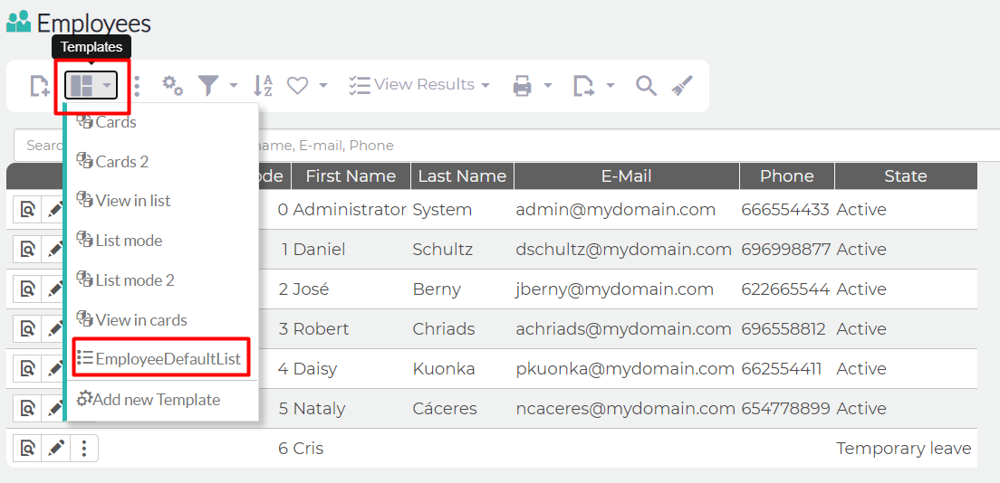 Employees
Templates
View Results
Cards
Cards 2
View in list
List mode
List mode 2
View in cards
EmployeeDefaultList
Add new Template
Sear name, E-mail, Phone
ode First Name Last Name E-Mail Phone State
0 Administrator System admin@mydomain.com 666554433 Active
1 Daniel Schultz dschultz@mydomain.com 696998877 Active
2 José Berny jberny@mydomain.com 622665544 Active
3 Robert Chriads achriads@mydomain.com 696558812 Active
4 Daisy Kuonka pkuonka@mydomain.com 662554411 Active
5 Nataly Cáceres ncaceres@mydomain.com 654778899 Active
6 Cris Temporary leave